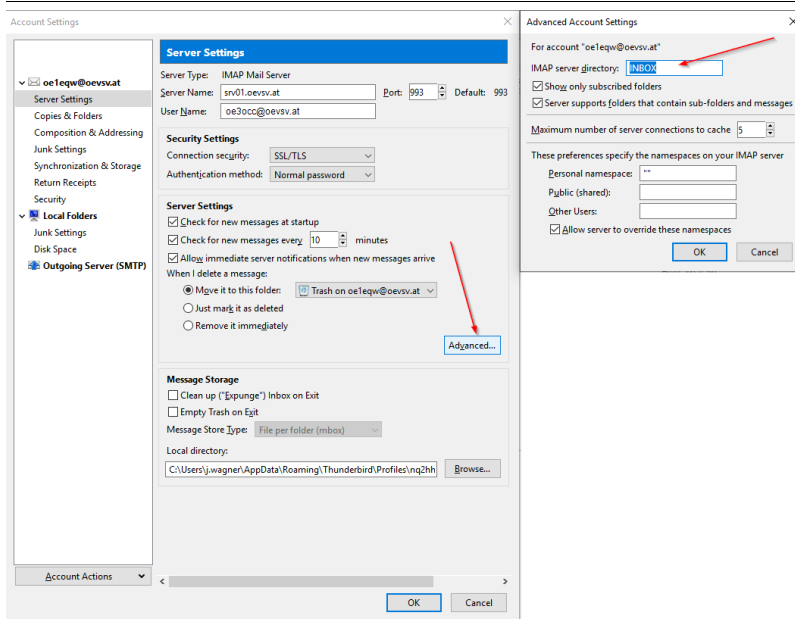 Account Settings
oe1eqw@oevsv.at
Server Settings
Copies & Folders
Composition & Addressing
Junk Settings
Synchronization & Storage
Return Receipts
Security
Local Folders
Junk Settings
Disk Space
Outgoing Server (SMTP)
Account Actions
Server Settings
Server Type: IMAP Mail Server
Server Name: srv01.oevsv.at Port: 993 Default: 993
User Name: oe3occ@oevsv.at
Security Settings
Connection security: SSL/TLS
Authentication method: Normal password
Server Settings
Check for new messages at startup
Check for new messages every 10 minutes
Allow immediate server notifications when new messages arrive
When I delete a message:
Move it to this folder: Trash on oe1eqw@oevsv.at
Just mark it as deleted
Remove it immediately
Advanced...
Message Storage
Clean up ("Expunge") Inbox on Exit
Empty Trash on Exit
Message Store Type: File per folder (mbox)
Local directory:
C:\Users\j.wagner\AppData\Roaming\Thunderbird\Profiles\nq2hh Browse...
OK Cancel
Advanced Account Settings
For account "oe1eqw@oevsv.at"
IMAP server directory: INBOX
Show only subscribed folders
Server supports folders that contain sub-folders and messages
Maximum number of server connections to cache 5
These preferences specify the namespaces on your IMAP server
Personal namespace: ""
Public (shared):
Other Users:
Allow server to override these namespaces
OK Cancel